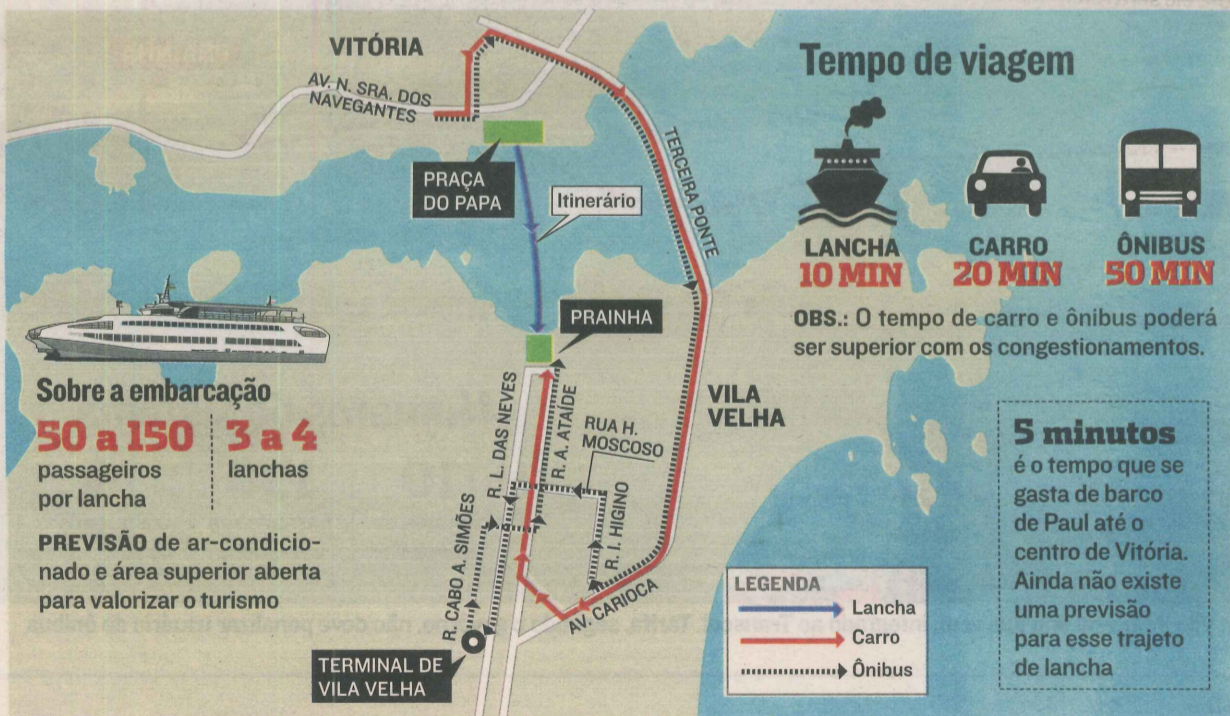 VITÓRIA
AV. N. SRA. DOS
NAVEGANTES
PRAÇA
DO PAPA
Itinerário
TERCEIRA PONTE
PRAINHA
VILA
VELHA
R. L. DAS NEVES
R. A. ATAÍDE
RUA H.
MOSCOSO
R. I. HIGINO
R. CABO A. SIMÕES
AV. CARIOCA
TERMINAL DE
VILA VELHA
Sobre a embarcação
50 a 150
passageiros
por lancha
3 a 4
lanchas
PREVISÃO de ar-condicio-
nado e área superior aberta
para valorizar o turismo
Tempo de viagem
LANCHA
10 MIN
CARRO
20 MIN
ÔNIBUS
50 MIN
OBS.: O tempo de carro e ônibus poderá
ser superior com os congestionamentos.
5 minutos
é o tempo que se
gasta de barco
de Paul até o
centro de Vitória.
Ainda não existe
uma previsão
para esse trajeto
de lancha
LEGENDA
Lancha
Carro
Ônibus